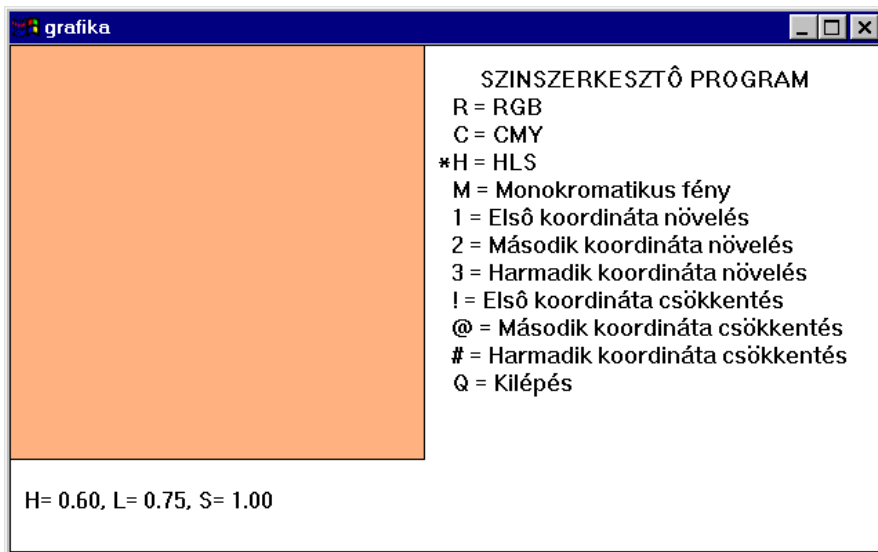 grafika
SZINSZERKESZTÔ PROGRAM
R = RGB
C = CMY
*H = HLS
M = Monokromatikus fény
1 = Elsô koordináta növelés
2 = Második koordináta növelés
3 = Harmadik koordináta növelés
! = Elsô koordináta csökkentés
@ = Második koordináta csökkentés
# = Harmadik koordináta csökkentés
Q = Kilépés
H= 0.60, L= 0.75, S= 1.00